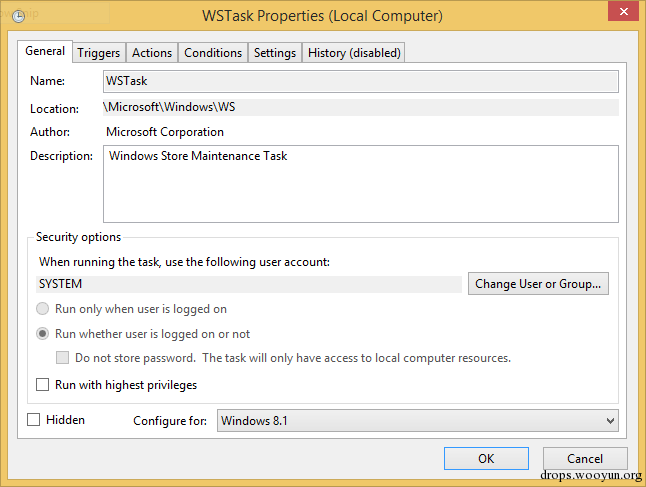 WSTask Properties (Local Computer)
General Triggers Actions Conditions Settings History (disabled)
Name: WSTask
Location: \Microsoft\Windows\WS
Author: Microsoft Corporation
Description: Windows Store Maintenance Task
Security options
When running the task, use the following user account:
SYSTEM Change User or Group...
Run only when user is logged on
Run whether user is logged on or not
Do not store password. The task will only have access to local computer resources.
Run with highest privileges
Hidden Configure for: Windows 8.1
OK Cancel
drops.wooyun.org